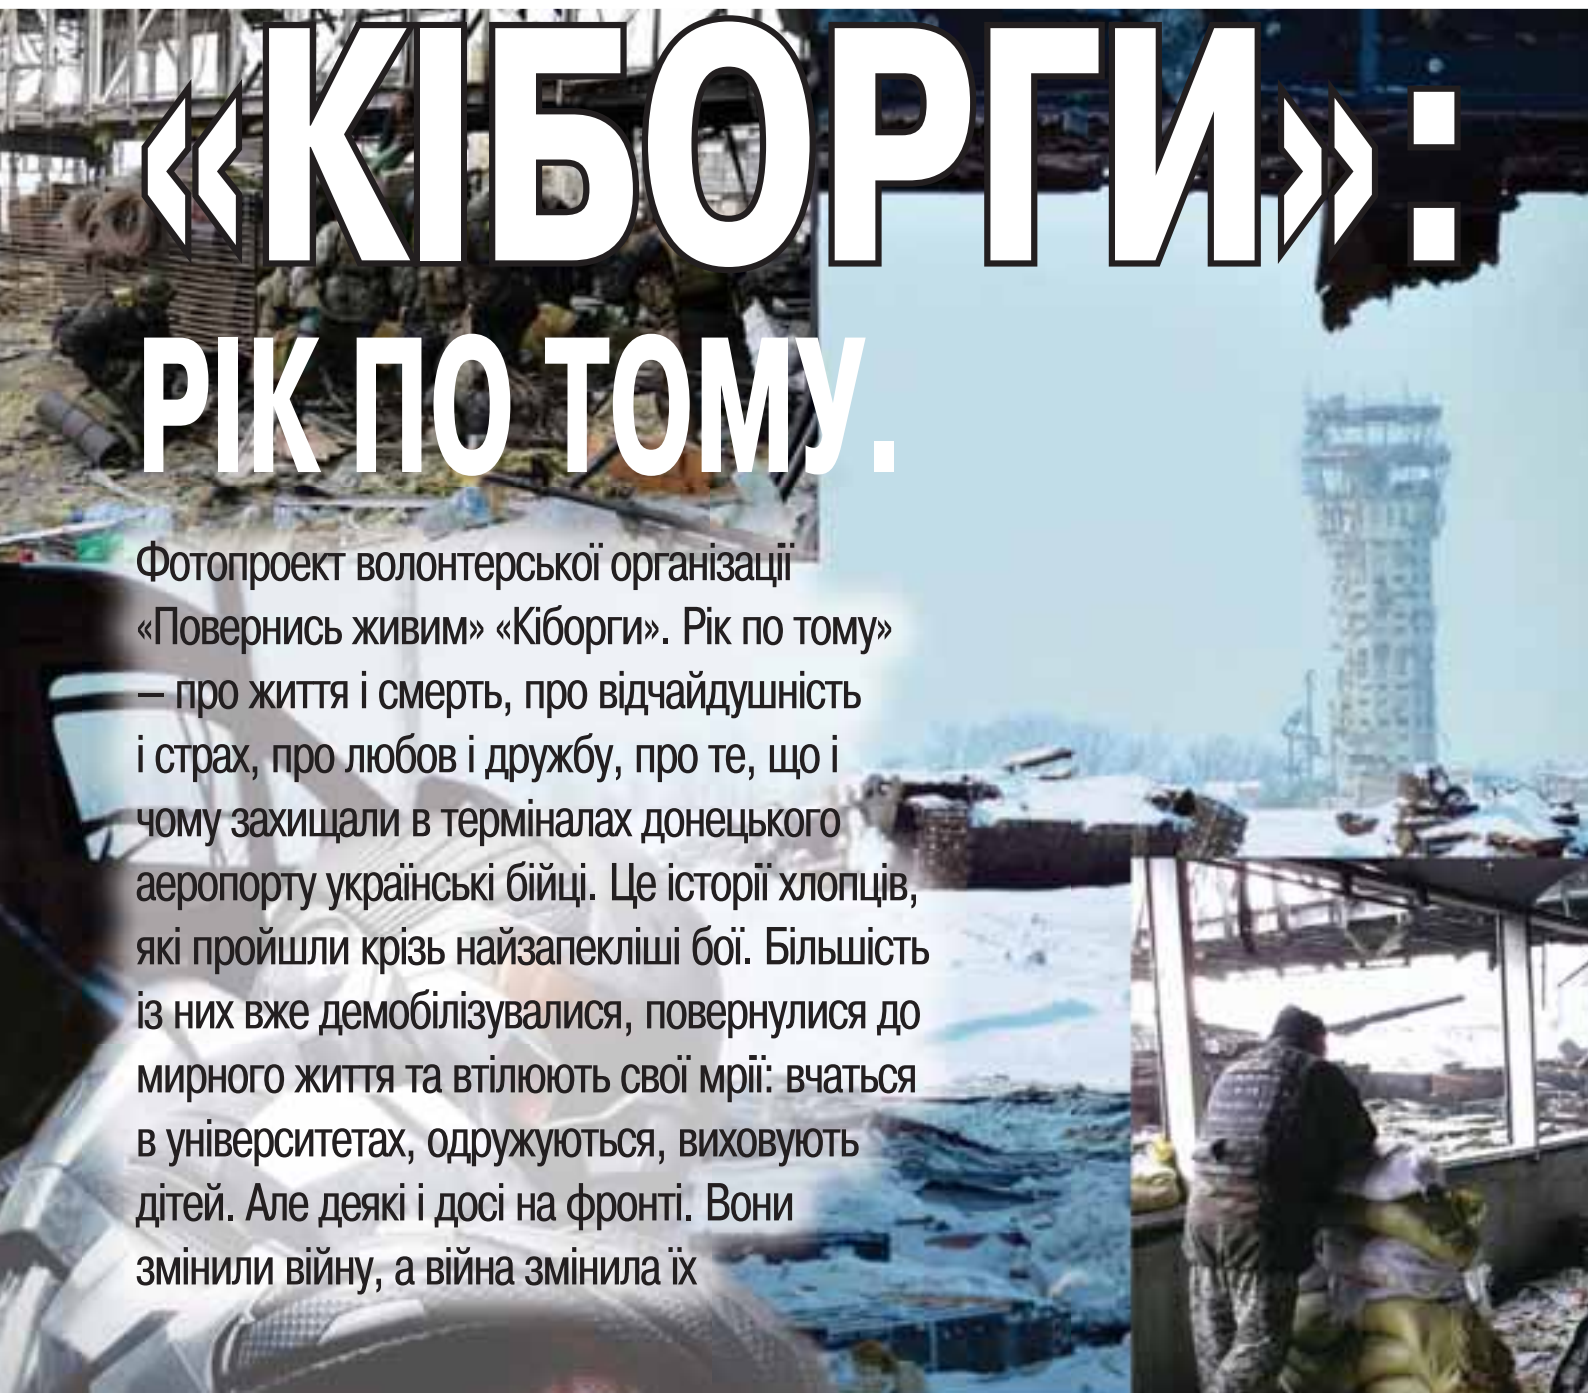 «КІБОРГИ»:
РІК ПО ТОМУ.
Фотопроект волонтерської організації
«Повернись живим» «Кіборги». Рік по тому»
– про життя і смерть, про відчайдушність
і страх, про любов і дружбу, про те, що і
чому захищали в терміналах донецького
аеропорту українські бійці. Це історії хлопців,
які пройшли крізь найзапекліші бої. Більшість
із них вже демобілізувалися, повернулися до
мирного життя та втілюють свої мрії: вчаться
в університетах, одружуються, виховують
дітей. Але деякі і досі на фронті. Вони
змінили війну, а війна змінила їх